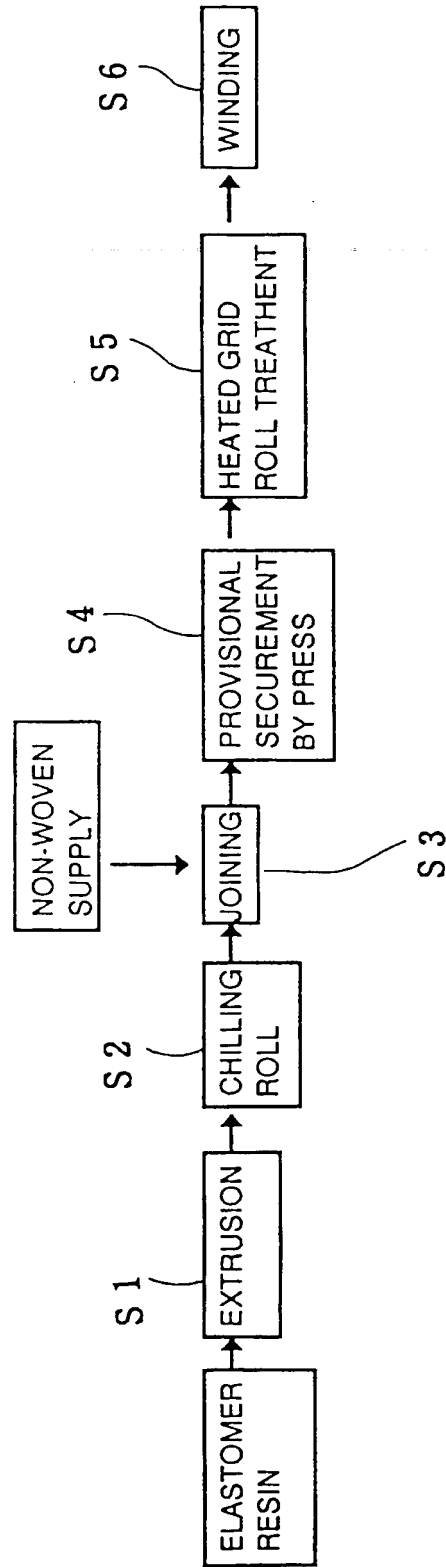 ELASTOMER
RESIN
S 1
EXTRUSION
S 2
CHILLING
ROLL
NON-WOVEN
SUPPLY
JOINING
S 3
S 4
PROVISIONAL
SECUREMENT
BY PRESS
S 5
HEATED GRID
ROLL TREATHENT
S 6
WINDING